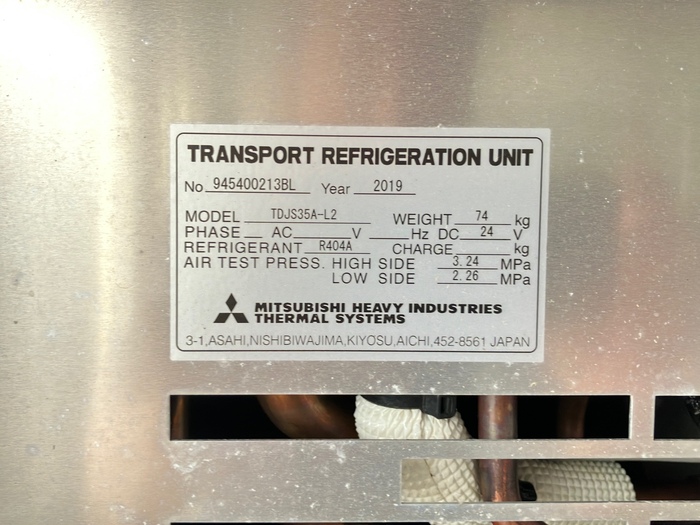 TRANSPORT REFRIGERATION UNIT
No 945400213BL Year 2019
MODEL TDJS35A-L2 WEIGHT 74 kg
PHASE AC V Hz DC 24 V
REFRIGERANT R404A CHARGE kg
AIR TEST PRESS. HIGH SIDE 3.24 MPa
LOW SIDE 2.26 MPa
MITSUBISHI HEAVY INDUSTRIES
THERMAL SYSTEMS
3-1,ASAHI,NISHIBIWAJIMA,KIYOSU,AICHI,452-8561 JAPAN